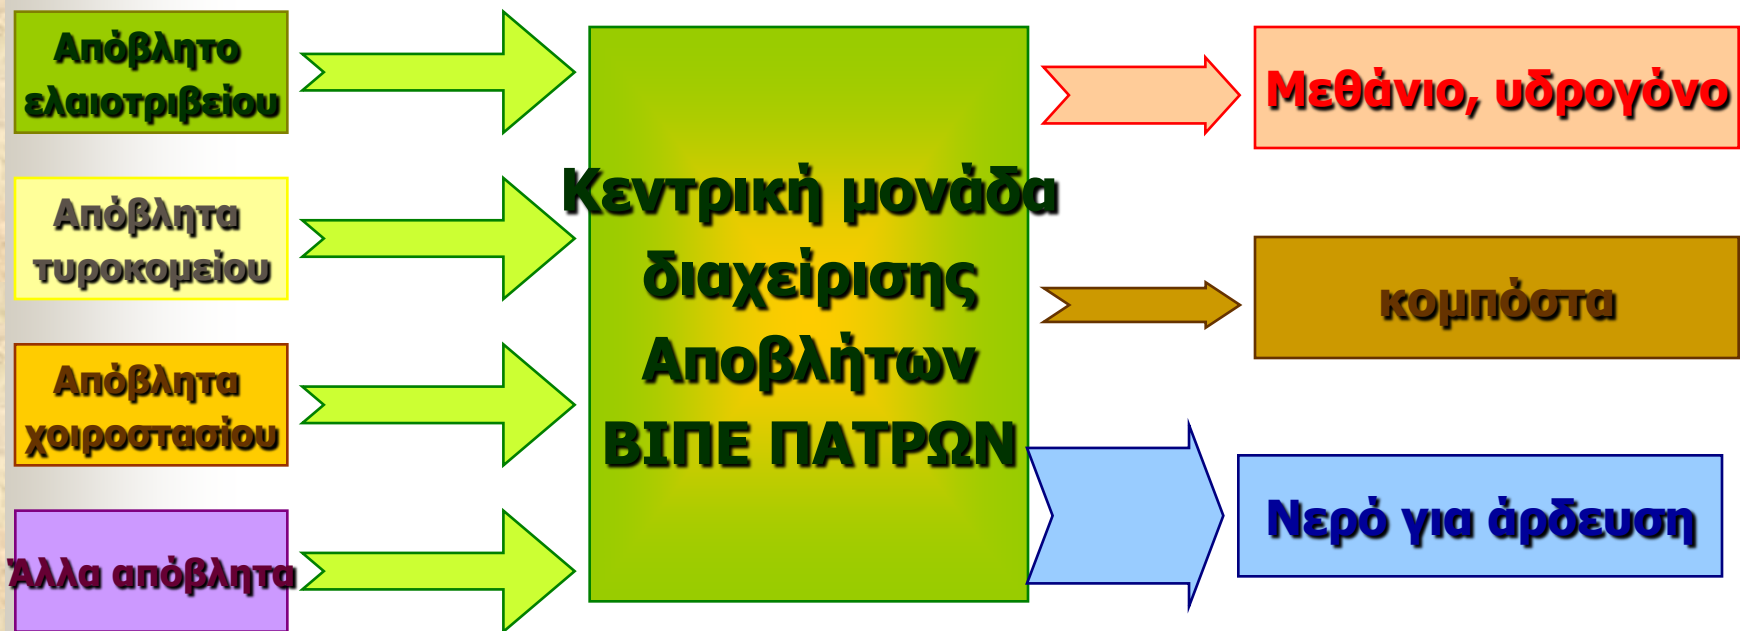 Απόβλητο
ελαιοτριβείου
Απόβλητα
τυροκομείου
Απόβλητα
χοιροστασίου
Άλλα απόβλητα
Κεντρική μονάδα
διαχείρισης
Αποβλήτων
ΒΙΠΕ ΠΑΤΡΩΝ
Μεθάνιο, υδρογόνο
κομπόστα
Νερό για άρδευση